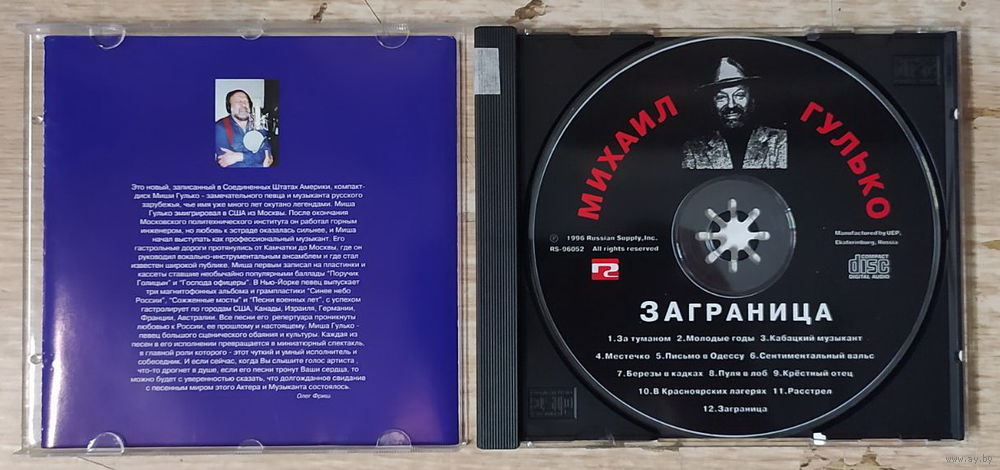 Это новый, записанный в Соединенных Штатах Америки, компакт-
диск Миши Гулько - замечательного певца и музыканта русского
зарубежья, чье имя уже много лет окутано легендами. Миша
Гулько эмигрировал в США из Москвы. После окончания
Московского политехнического института он работал горным
инженером, но любовь к эстраде оказалась сильнее, и Миша
начал выступать как профессиональный музыкант. Его
гастрольные дороги протянулись от Камчатки до Москвы, где он
руководил вокально-инструментальным ансамблем и где стал
известен широкой публике. Миша первым записал на пластинки и
кассеты ставшие необычайно популярными баллады "Поручик
Голицын" и "Господа офицеры". В Нью-Йорке певец выпускает
три магнитофонных альбома и грампластинки "Синее небо
России", "Сожженные мосты" и "Песни военных лет", с успехом
гастролирует по городам США, Канады, Израиля, Германии,
Франции, Австралии. Все песни его репертуара проникнуты
любовью к России, ее прошлому и настоящему. Миша Гулько -
певец большого сценического обаяния и культуры. Каждая из
песен в его исполнении превращается в миниатюрный спектакль,
в главной роли которого - этот чуткий и умный исполнитель и
собеседник. И если сейчас, когда Вы слышите голос артиста,
что-то дрогнет в душе, если его песни тронут Ваши сердца, то
можно будет с уверенностью сказать, что долгожданное свидание
с песенным миром этого Актера и Музыканта состоялось.
Олег Фриш
МИХАИЛ ГУЛЬКО
℗ 1996 Russian Supply, Inc.
RS-96052 All rights reserved
Manufactured by UEP,
Ekaterinburg, Russia
COMPACT
disc
DIGITAL AUDIO
ЗАГРАНИЦА
1.За туманом 2.Молодые годы 3.Кабацкий музыкант
4.Местечко 5.Письмо в Одессу 6.Сентиментальный вальс
7.Березы в кадках 8.Пуля в лоб 9.Крёстный отец
10.В Красноярских лагерях 11.Расстрел
12.Заграница
www.ay.by